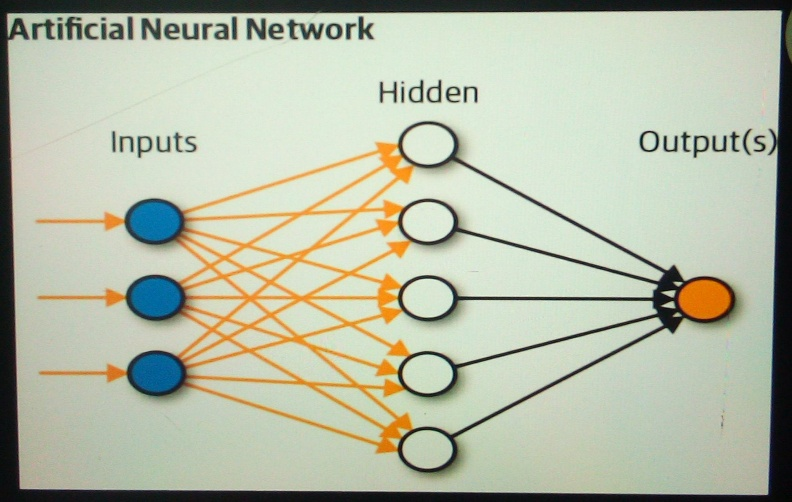 Artificial Neural Network
Hidden
Inputs
Output(s)